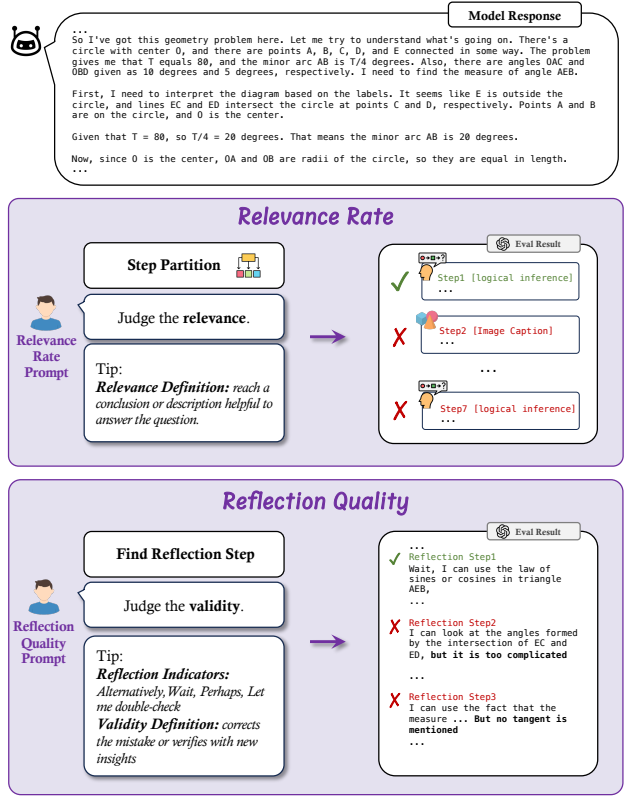 Model Response
...
So I've got this geometry problem here. Let me try to understand what's going on. There's a
circle with center O, and there are points A, B, C, D, and E connected in some way. The problem
gives me that T equals 80, and the minor arc AB is T/4 degrees. Also, there are angles OAC and
OBD given as 10 degrees and 5 degrees, respectively. I need to find the measure of angle AEB.
First, I need to interpret the diagram based on the labels. It seems like E is outside the
circle, and lines EC and ED intersect the circle at points C and D, respectively. Points A and B
are on the circle, and O is the center.
Given that T = 80, so T/4 = 20 degrees. That means the minor arc AB is 20 degrees.
Now, since O is the center, OA and OB are radii of the circle, so they are equal in length.
...
Relevance Rate
Relevance
Rate
Prompt
Step Partition
Judge the relevance.
Tip:
Relevance Definition: reach a
conclusion or description helpful to
answer the question.
Eval Result
Step1 [logical inference]
...
Step2 [Image Caption]
...
...
Step7 [logical inference]
...
Reflection Quality
Reflection
Quality
Prompt
Find Reflection Step
Judge the validity.
Tip:
Reflection Indicators:
Alternatively, Wait, Perhaps, Let
me double-check
Validity Definition: corrects
the mistake or verifies with new
insights
Eval Result
...
Reflection Step1
Wait, I can use the law of
sines or cosines in triangle
AEB,
...
Reflection Step2
I can look at the angles formed
by the intersection of EC and
ED, but it is too complicated
...
Reflection Step3
I can use the fact that the
measure ... But no tangent is
mentioned
...